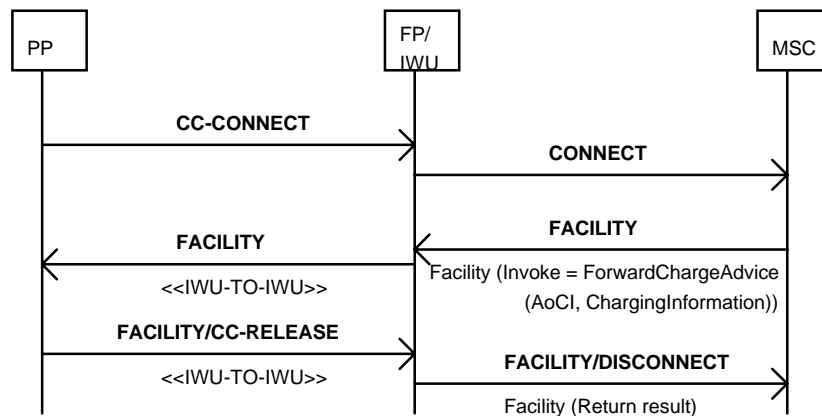 PP
FP/
IWU
MSC
CC-CONNECT
CONNECT
FACILITY
FACILITY
Facility (Invoke = ForwardChargeAdvice
(AoCI, ChargingInformation))
<<IWU-TO-IWU>>
FACILITY/CC-RELEASE
<<IWU-TO-IWU>>
FACILITY/DISCONNECT
Facility (Return result)